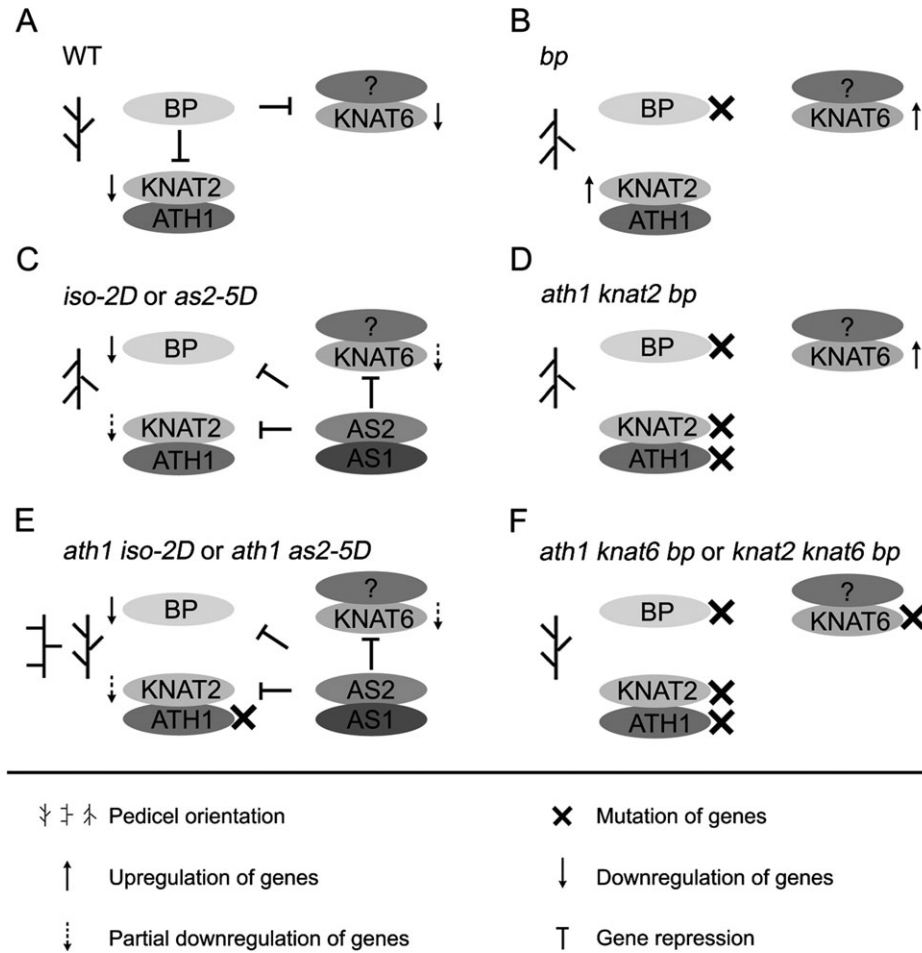 A
WT
BP
?
KNAT6
KNAT2
ATH1
B
bp
BP
?
KNAT6
KNAT2
ATH1
C
iso-2D or as2-5D
BP
?
KNAT6
KNAT2
ATH1
AS2
AS1
D
ath1 knat2 bp
BP
?
KNAT6
KNAT2
ATH1
E
ath1 iso-2D or ath1 as2-5D
BP
?
KNAT6
KNAT2
ATH1
AS2
AS1
F
ath1 knat6 bp or knat2 knat6 bp
BP
?
KNAT6
KNAT2
ATH1
Pedicel orientation
Mutation of genes
Upregulation of genes
Downregulation of genes
Partial downregulation of genes
Gene repression